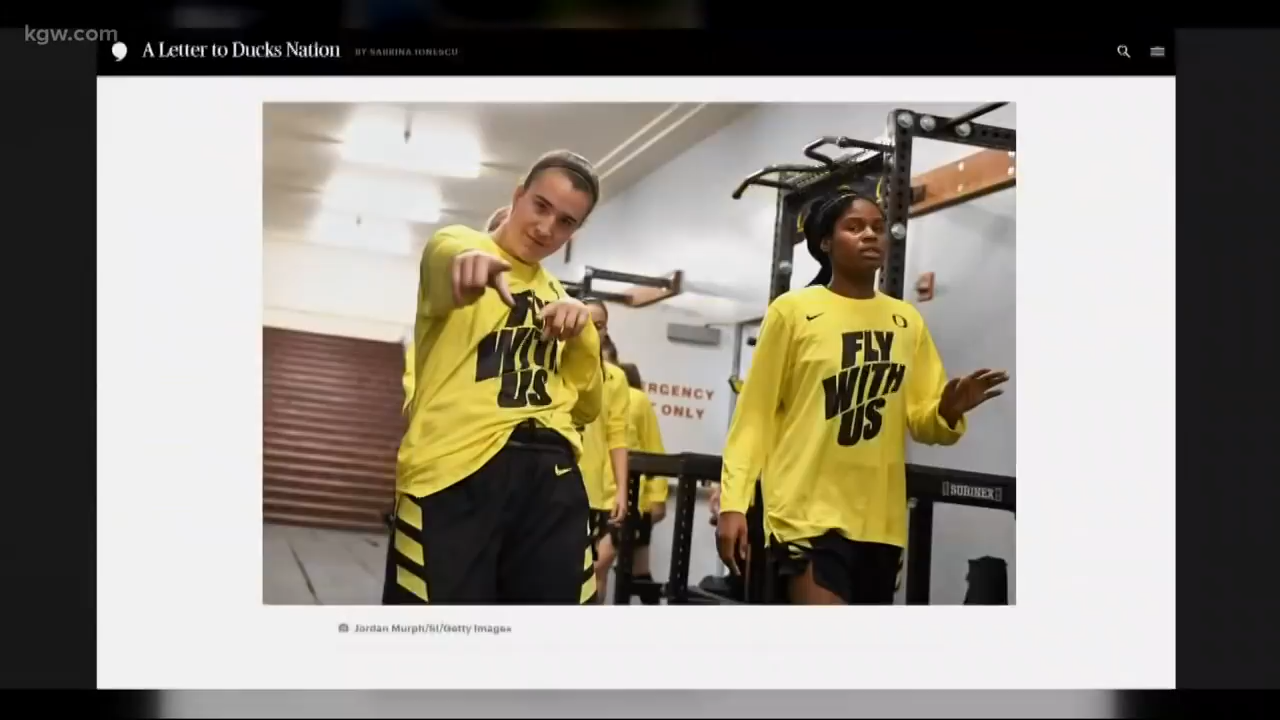 kgw.com
A Letter to Ducks Nation BY SABRINA IONESCU
FLY
WITH
US
FLY
WITH
US
ERGENCY
ONLY
SORINEX
Jordan Murph/SI/Getty Images